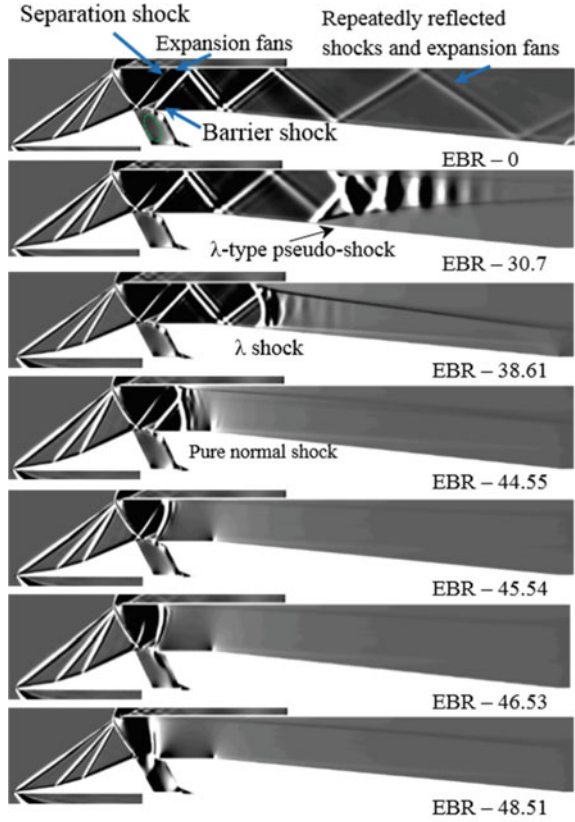 Separation shock
Expansion fans
Repeatedly reflected
shocks and expansion fans
Barrier shock
EBR – 0
λ-type pseudo-shock
EBR – 30.7
λ shock
EBR – 38.61
Pure normal shock
EBR – 44.55
EBR – 45.54
EBR – 46.53
EBR – 48.51